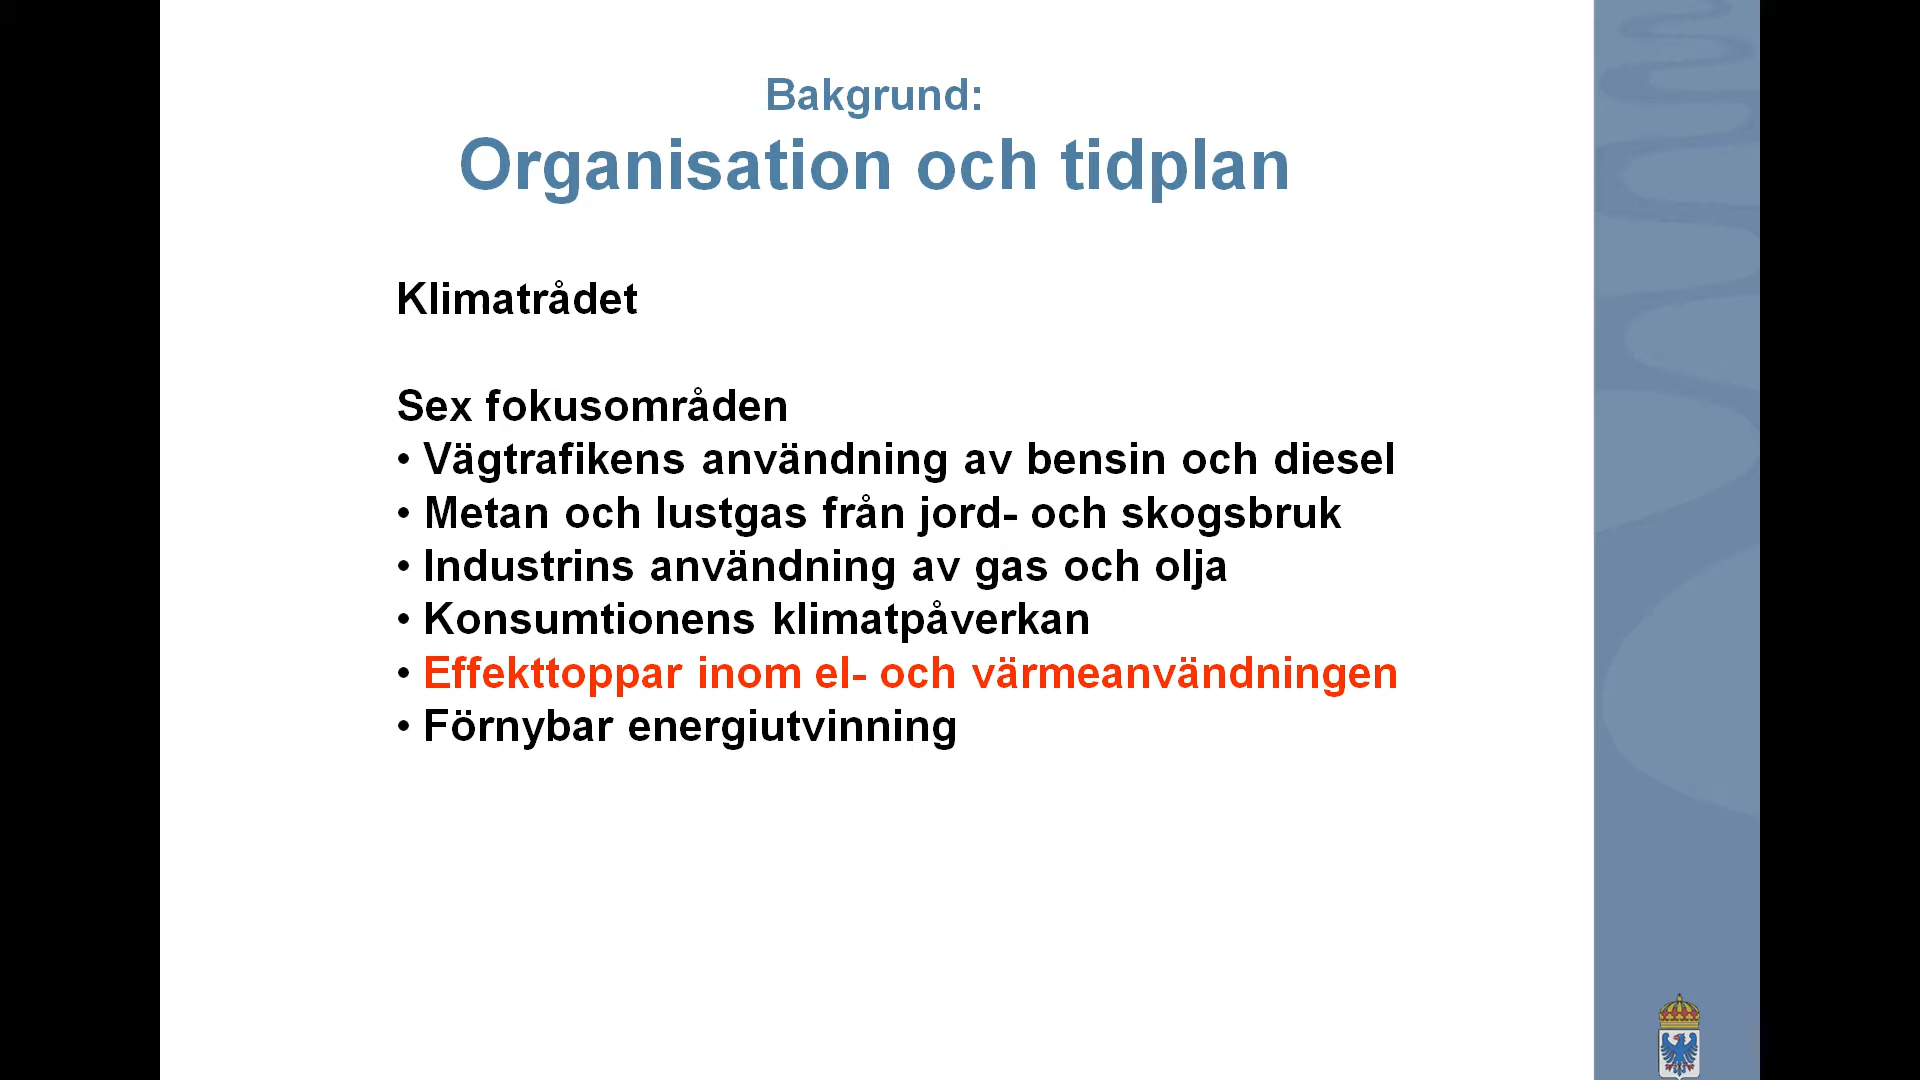 Bakgrund:
Organisation och tidplan
Klimatrådet
Sex fokusområden
• Vägtrafikens användning av bensin och diesel
• Metan och lustgas från jord- och skogsbruk
• Industrins användning av gas och olja
• Konsumtionens klimatpåverkan
• Effekttoppar inom el- och värmeanvändningen
• Förnybar energiutvinning